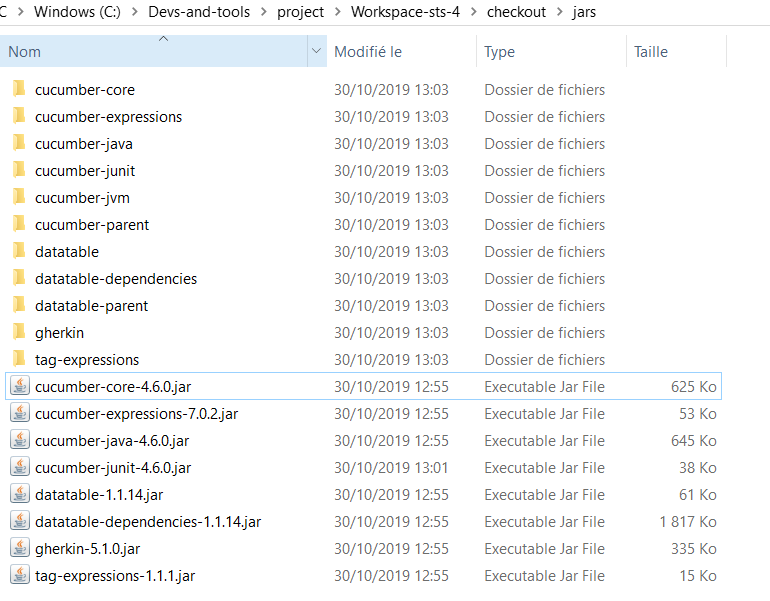 C > Windows (C:) > Devs-and-tools > project > Workspace-sts-4 > checkout > jars
Nom Modifié le Type Taille
cucumber-core 30/10/2019 13:03 Dossier de fichiers
cucumber-expressions 30/10/2019 13:03 Dossier de fichiers
cucumber-java 30/10/2019 13:03 Dossier de fichiers
cucumber-junit 30/10/2019 13:03 Dossier de fichiers
cucumber-jvm 30/10/2019 13:03 Dossier de fichiers
cucumber-parent 30/10/2019 13:03 Dossier de fichiers
datatable 30/10/2019 13:03 Dossier de fichiers
datatable-dependencies 30/10/2019 13:03 Dossier de fichiers
datatable-parent 30/10/2019 13:03 Dossier de fichiers
gherkin 30/10/2019 13:03 Dossier de fichiers
tag-expressions 30/10/2019 13:03 Dossier de fichiers
cucumber-core-4.6.0.jar 30/10/2019 12:55 Executable Jar File 625 Ko
cucumber-expressions-7.0.2.jar 30/10/2019 12:55 Executable Jar File 53 Ko
cucumber-java-4.6.0.jar 30/10/2019 12:55 Executable Jar File 645 Ko
cucumber-junit-4.6.0.jar 30/10/2019 13:01 Executable Jar File 38 Ko
datatable-1.1.14.jar 30/10/2019 12:55 Executable Jar File 61 Ko
datatable-dependencies-1.1.14.jar 30/10/2019 12:55 Executable Jar File 1 817 Ko
gherkin-5.1.0.jar 30/10/2019 12:55 Executable Jar File 335 Ko
tag-expressions-1.1.1.jar 30/10/2019 12:55 Executable Jar File 15 Ko